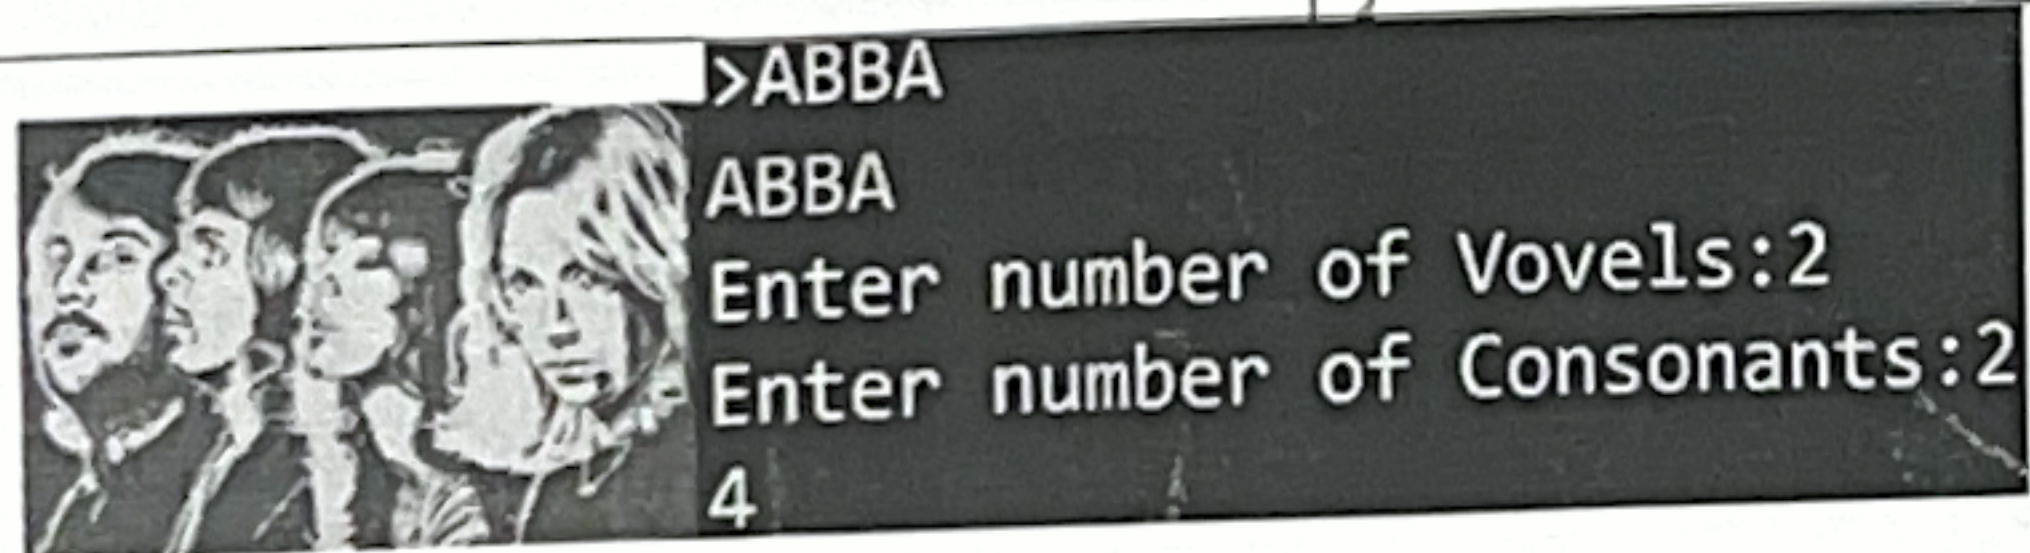 >ABBA
ABBA
Enter number of Vovels:2
Enter number of Consonants:2
4